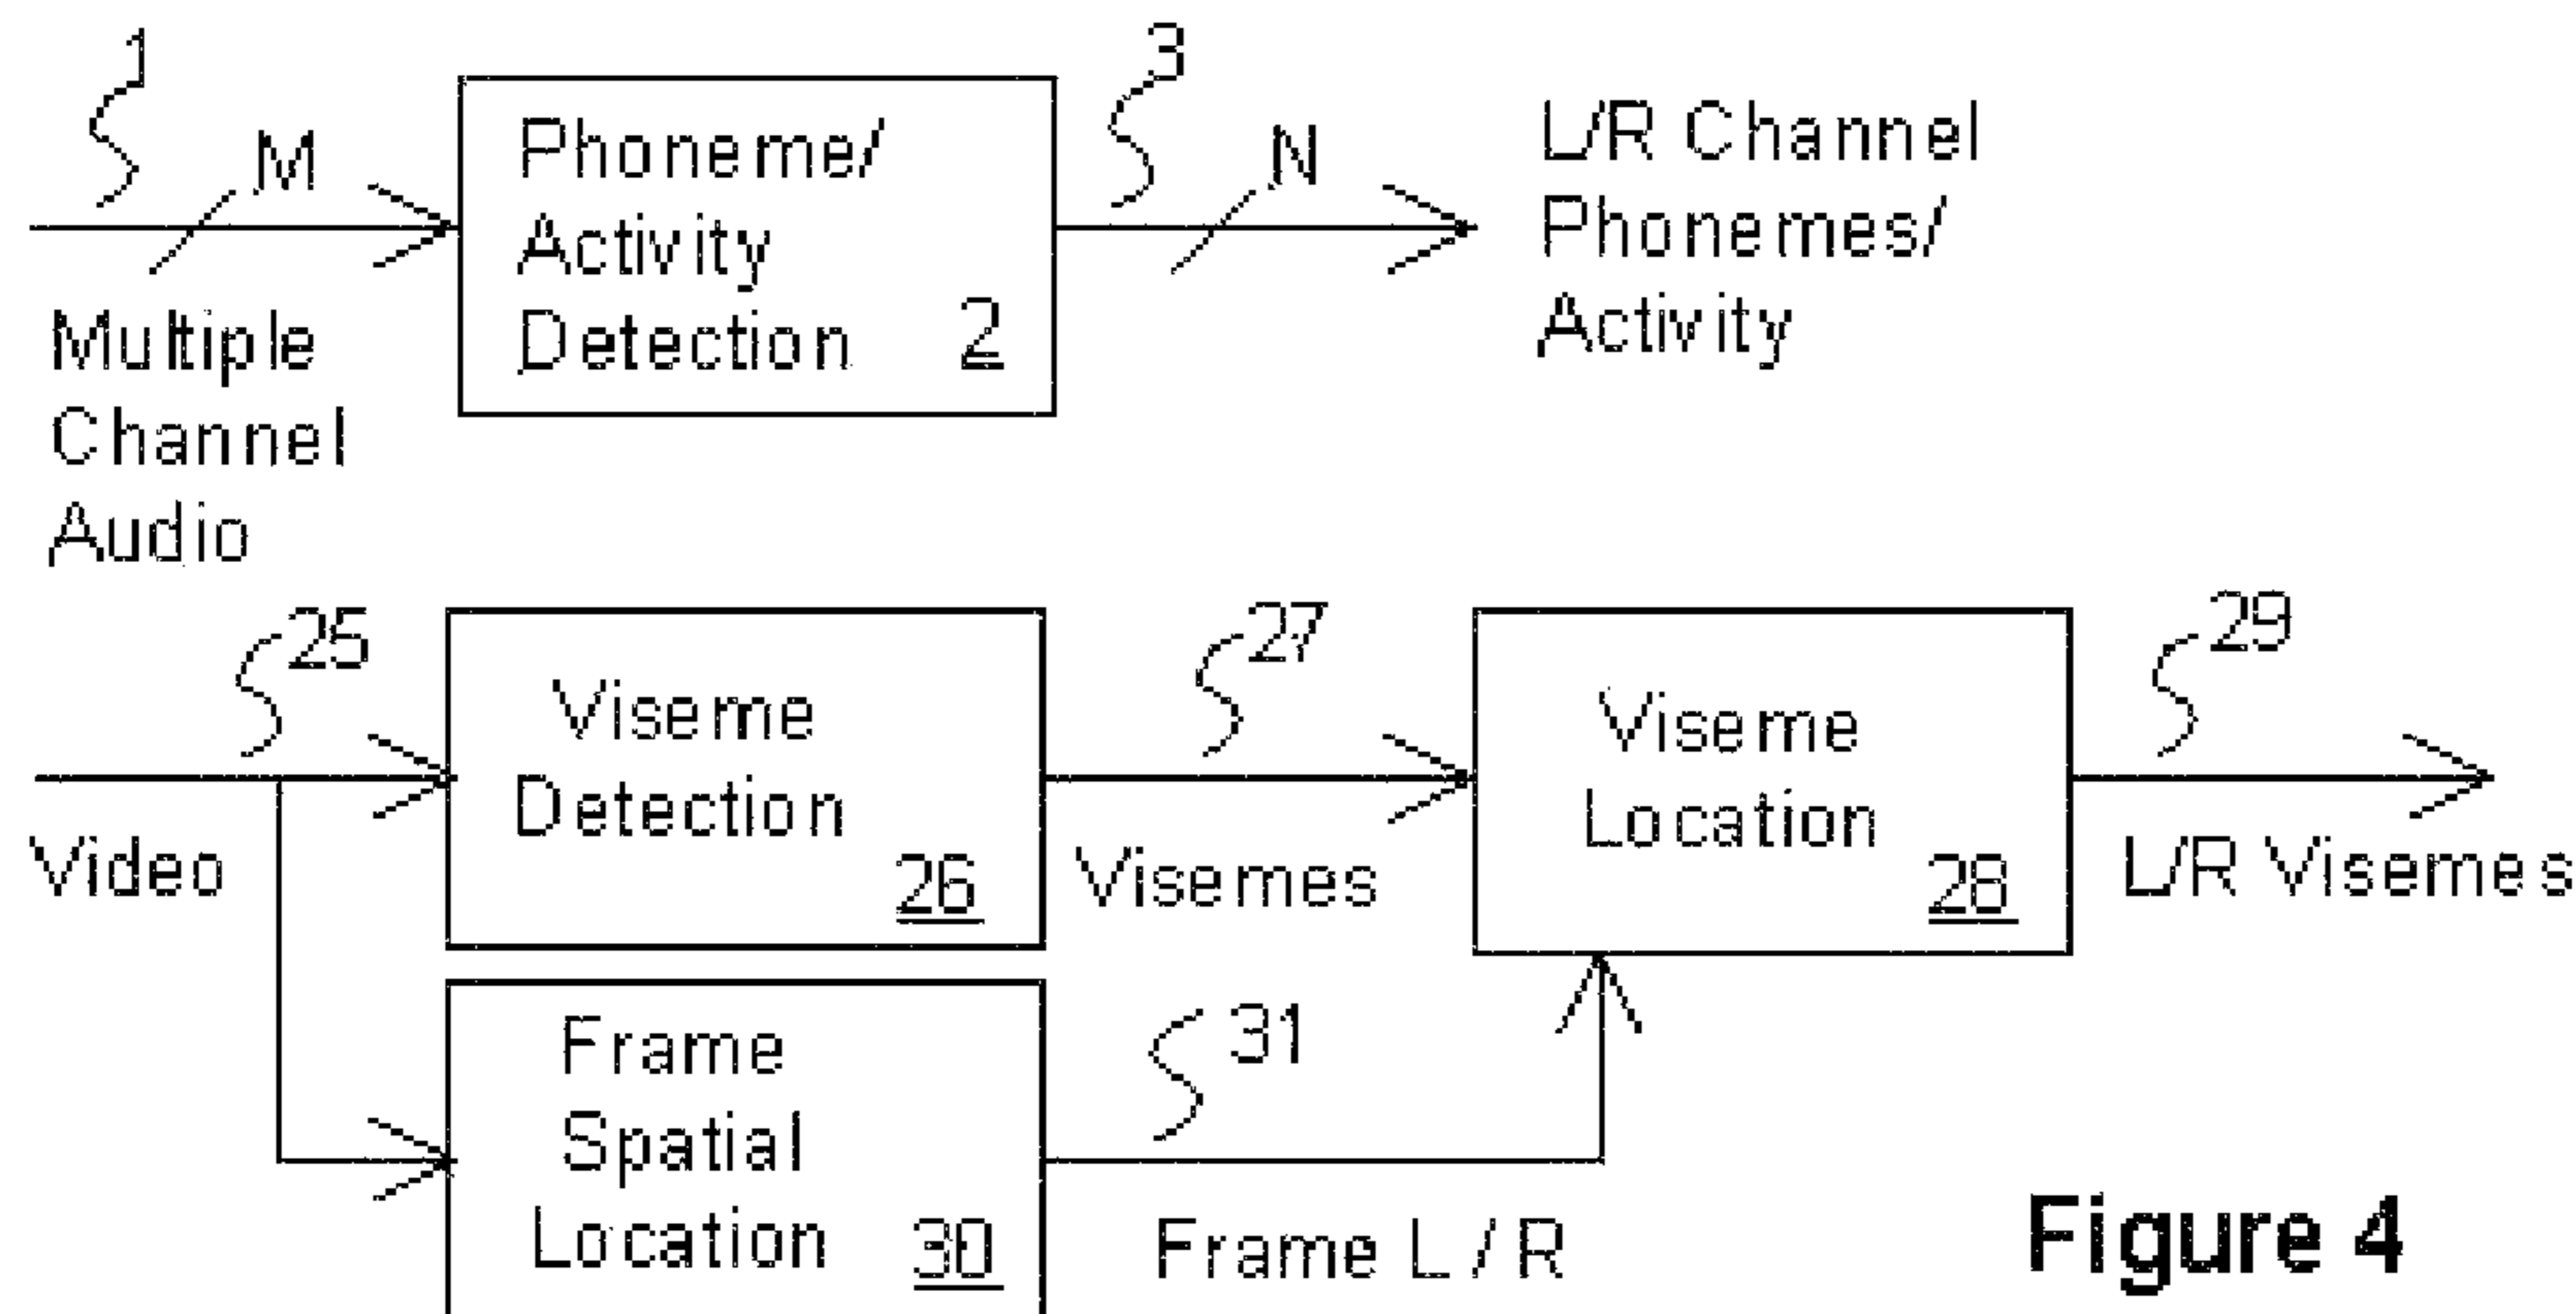 1
3
M
N
Phoneme/
Activity
Detection 2
L/R Channel
Phonemes/
Activity
Multiple
Channel
Audio
25
27
29
Viseme
Detection
26
Viseme
Location
28
Video
Visemes
L/R Visemes
Frame
Spatial
Location 30
31
Frame L / R
Figure 4